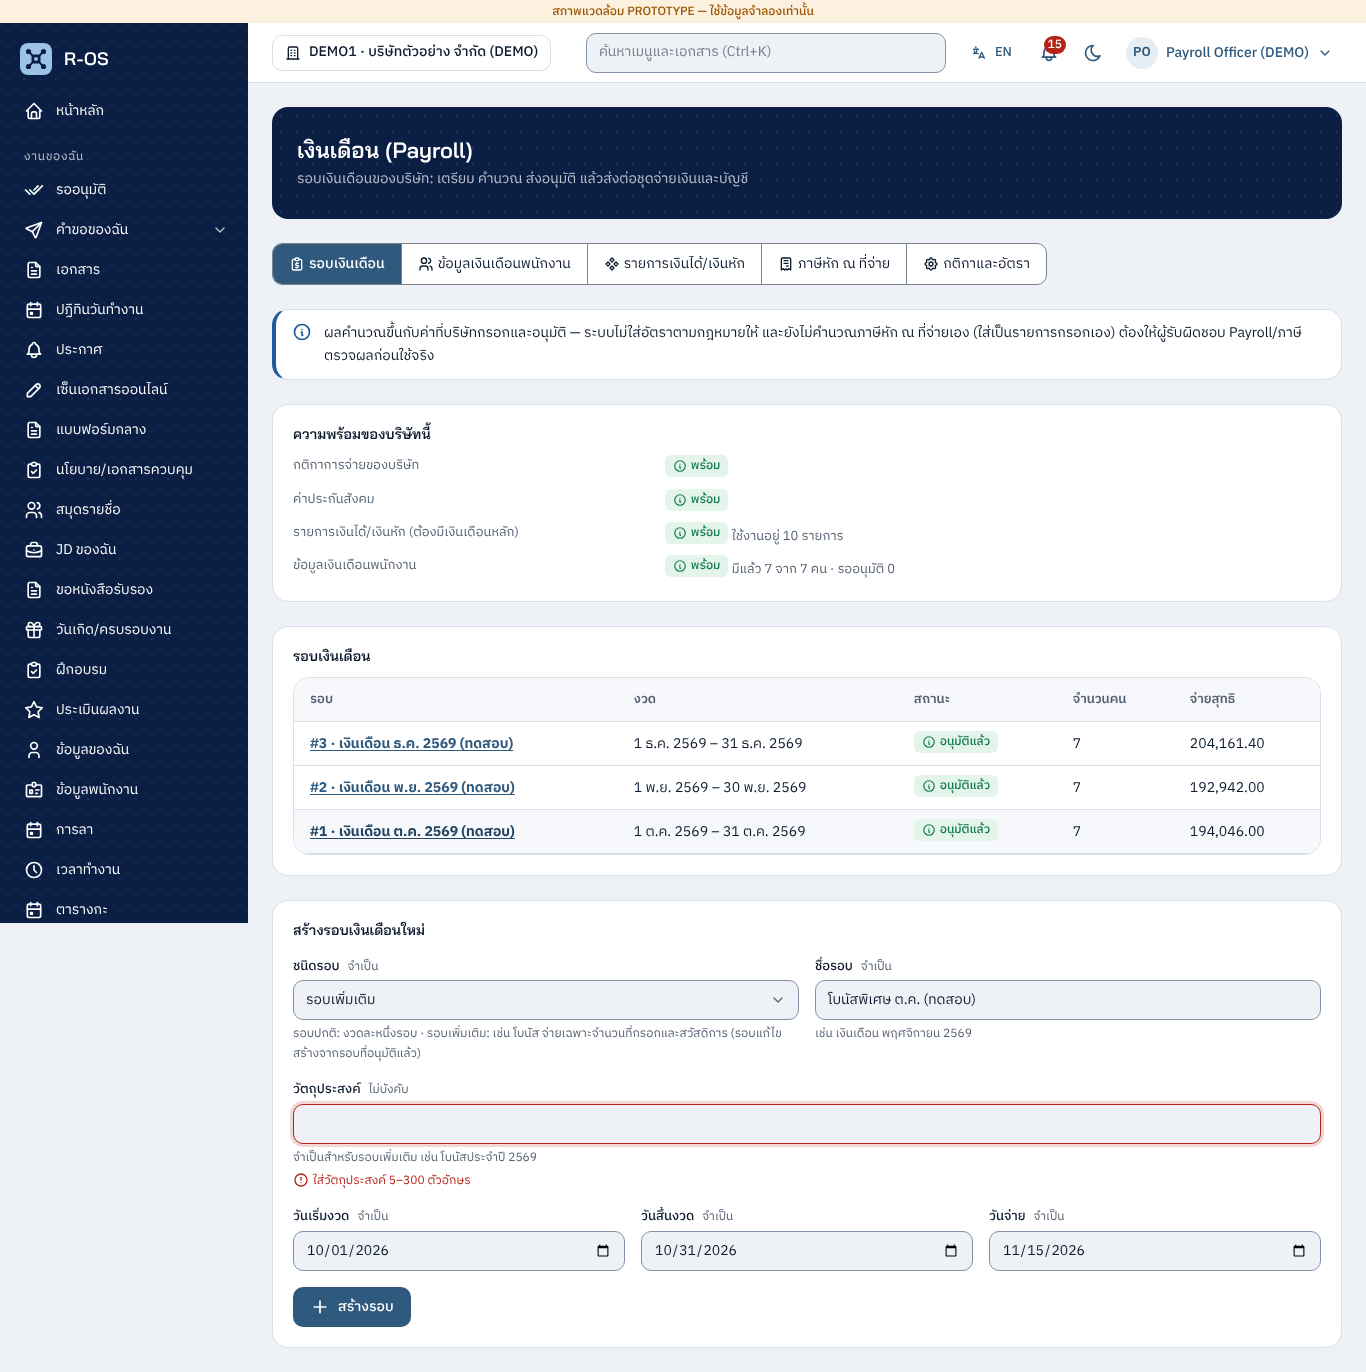 สภาพแวดล้อม PROTOTYPE — ใช้ข้อมูลจำลองเท่านั้น
R-OS
DEMO1 · บริษัทตัวอย่าง จำกัด (DEMO)
ค้นหาเมนูและเอกสาร (Ctrl+K)
EN
15
PO
Payroll Officer (DEMO)
หน้าหลัก
งานของฉัน
รออนุมัติ
คำขอของฉัน
เอกสาร
ปฏิทินวันทำงาน
ประกาศ
เซ็นเอกสารออนไลน์
แบบฟอร์มกลาง
นโยบาย/เอกสารควบคุม
สมุดรายชื่อ
JD ของฉัน
ขอหนังสือรับรอง
วันเกิด/ครบรอบงาน
ฝึกอบรม
ประเมินผลงาน
ข้อมูลของฉัน
ข้อมูลพนักงาน
การลา
เวลาทำงาน
ตารางกะ
เงินเดือน (Payroll)
รอบเงินเดือนของบริษัท: เตรียม คำนวณ ส่งอนุมัติ แล้วส่งต่อชุดจ่ายเงินและบัญชี
รอบเงินเดือน
ข้อมูลเงินเดือนพนักงาน
รายการเงินได้/เงินหัก
ภาษีหัก ณ ที่จ่าย
กติกาและอัตรา
ผลคำนวณขึ้นกับค่าที่บริษัทกรอกและอนุมัติ — ระบบไม่ใส่อัตราตามกฎหมายให้ และยังไม่คำนวณภาษีหัก ณ ที่จ่ายเอง (ใส่เป็นรายการกรอกเอง) ต้องให้ผู้รับผิดชอบ Payroll/ภาษี
ตรวจผลก่อนใช้จริง
ความพร้อมของบริษัทนี้
กติกาการจ่ายของบริษัท
พร้อม
ค่าประกันสังคม
พร้อม
รายการเงินได้/เงินหัก (ต้องมีเงินเดือนหลัก)
พร้อม
ใช้งานอยู่ 10 รายการ
ข้อมูลเงินเดือนพนักงาน
พร้อม
มีแล้ว 7 จาก 7 คน · รออนุมัติ 0
รอบเงินเดือน
รอบ งวด สถานะ จำนวนคน จ่ายสุทธิ
#3 · เงินเดือน ธ.ค. 2569 (ทดสอบ) 1 ธ.ค. 2569 – 31 ธ.ค. 2569 อนุมัติแล้ว 7 204,161.40
#2 · เงินเดือน พ.ย. 2569 (ทดสอบ) 1 พ.ย. 2569 – 30 พ.ย. 2569 อนุมัติแล้ว 7 192,942.00
#1 · เงินเดือน ต.ค. 2569 (ทดสอบ) 1 ต.ค. 2569 – 31 ต.ค. 2569 อนุมัติแล้ว 7 194,046.00
สร้างรอบเงินเดือนใหม่
ชนิดรอบ จำเป็น
รอบเพิ่มเติม
รอบปกติ: งวดละหนึ่งรอบ · รอบเพิ่มเติม: เช่น โบนัส จ่ายเฉพาะจำนวนที่กรอกและสวัสดิการ (รอบแก้ไข
สร้างจากรอบที่อนุมัติแล้ว)
ชื่อรอบ จำเป็น
โบนัสพิเศษ ต.ค. (ทดสอบ)
เช่น เงินเดือน พฤศจิกายน 2569
วัตถุประสงค์ ไม่บังคับ
จำเป็นสำหรับรอบเพิ่มเติม เช่น โบนัสประจำปี 2569
ใส่วัตถุประสงค์ 5–300 ตัวอักษร
วันเริ่มงวด จำเป็น
10/01/2026
วันสิ้นงวด จำเป็น
10/31/2026
วันจ่าย จำเป็น
11/15/2026
สร้างรอบ